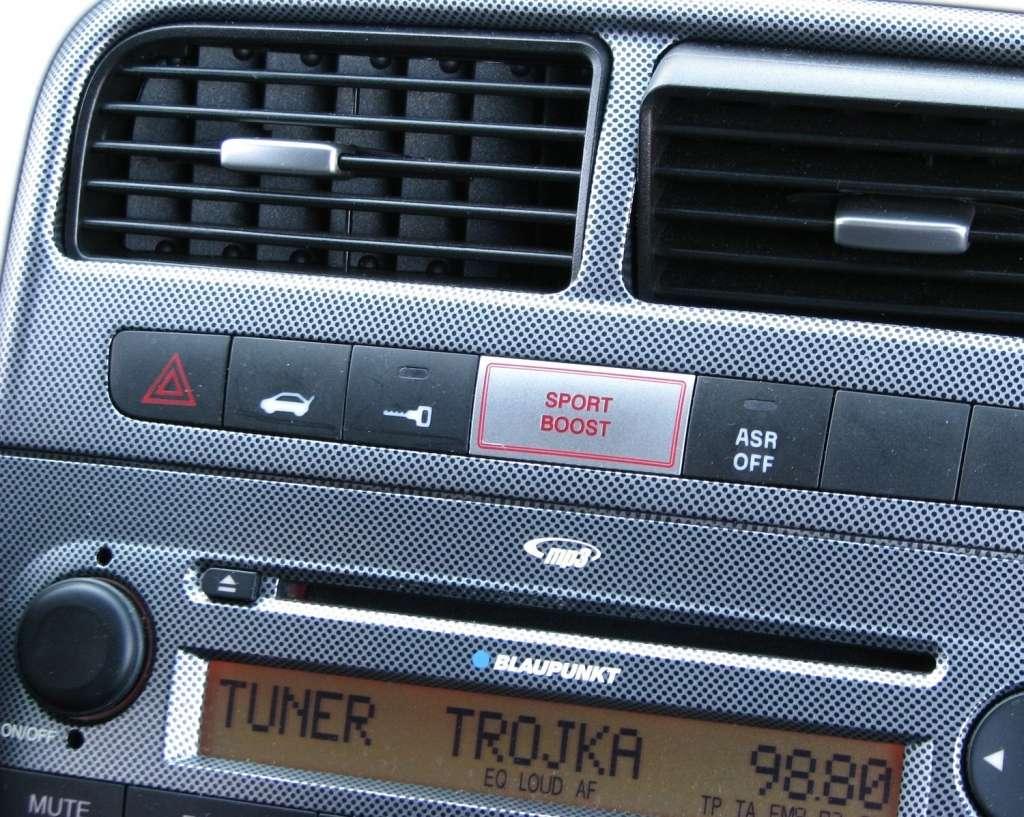 SPORT
BOOST
ASR
OFF
mp3
BLAUPUNKT
TUNER TROJKA 98.80
EQ LOUD AF
TP TA
ON/OFF
MUTE